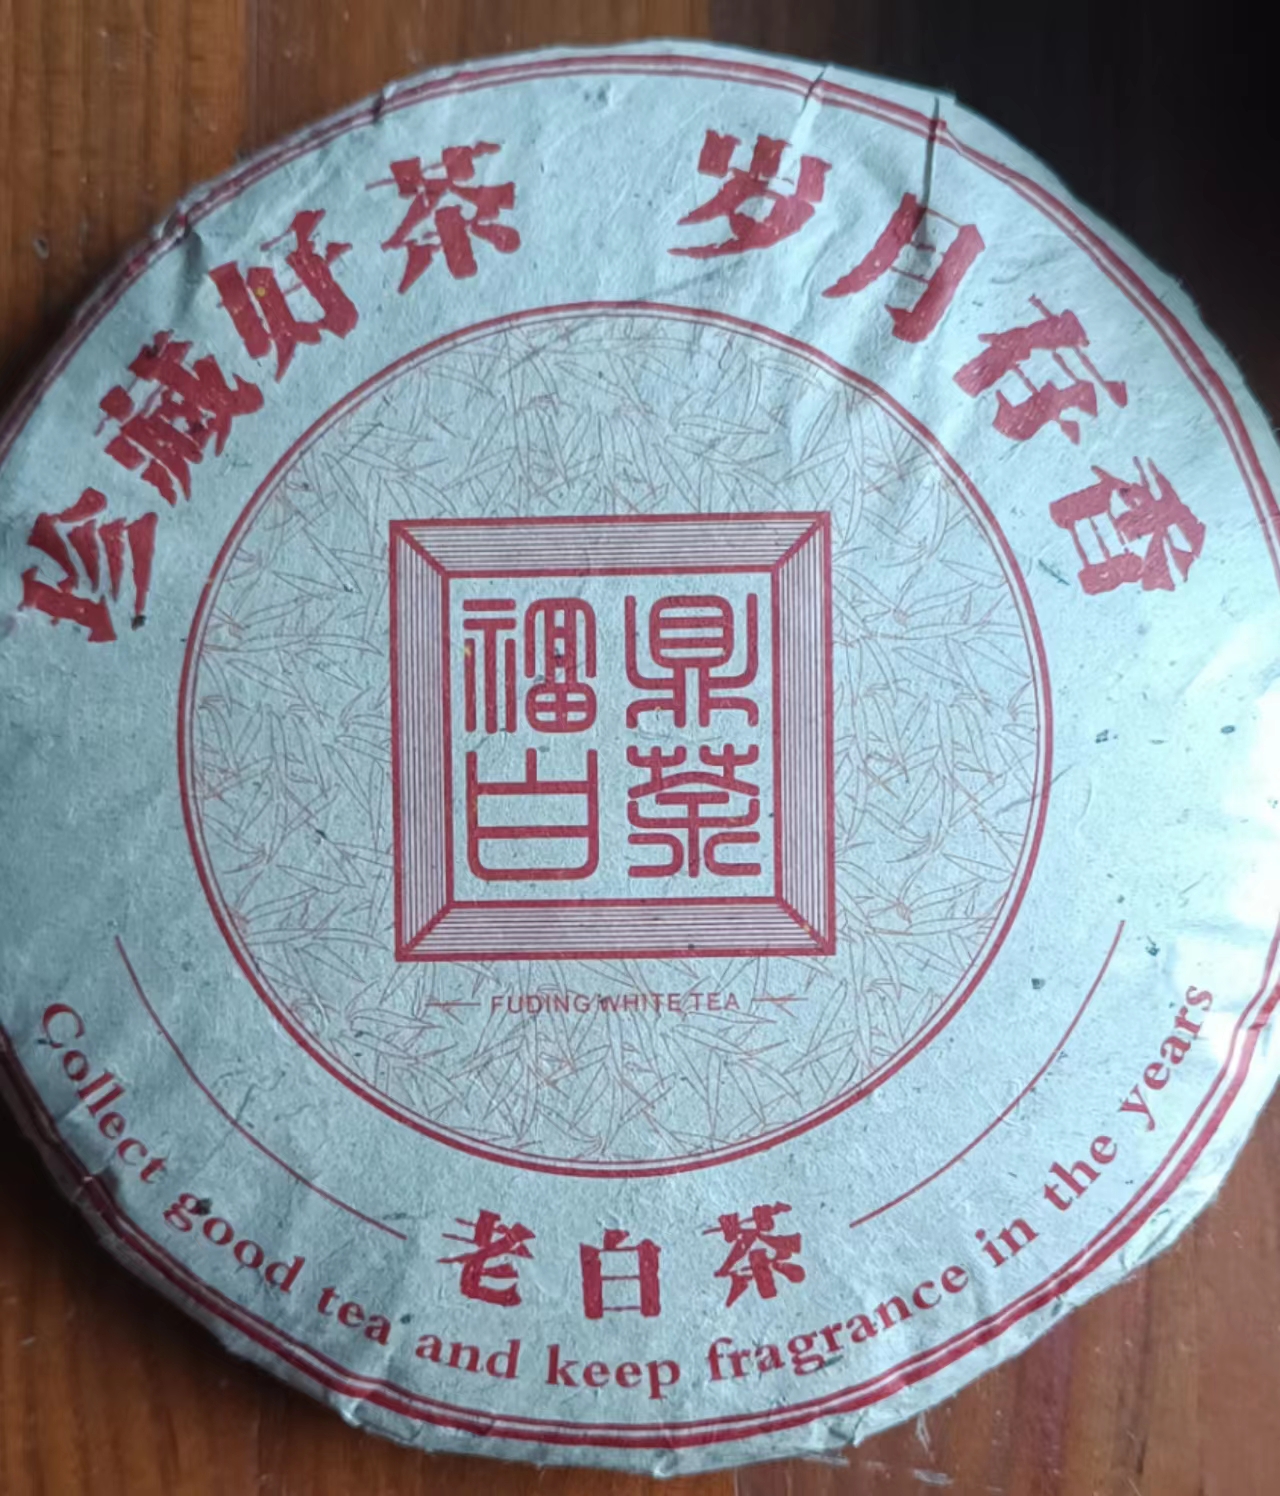 珍藏好茶 岁月存香
福鼎
白茶
FUDING WHITE TEA
老白茶
Collect good tea and keep fragrance in the years